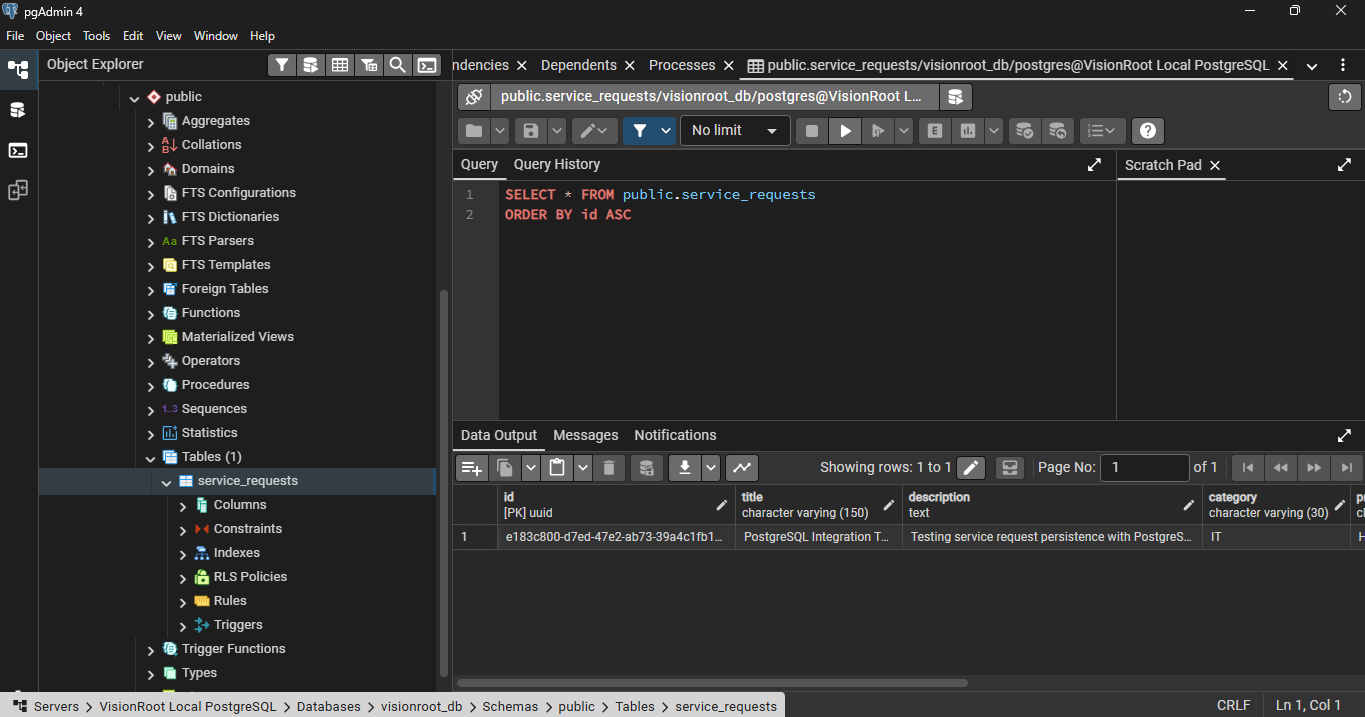 pgAdmin 4
File Object Tools Edit View Window Help
Object Explorer
ndencies Dependents Processes public.service_requests/visionroot_db/postgres@VisionRoot Local PostgreSQL
public.service_requests/visionroot_db/postgres@VisionRoot L...
No limit
E
Query Query History
Scratch Pad
1 SELECT * FROM public.service_requests
2 ORDER BY id ASC
public
Aggregates
Collations
Domains
FTS Configurations
FTS Dictionaries
Aa FTS Parsers
FTS Templates
Foreign Tables
Functions
Materialized Views
Operators
Procedures
1..3 Sequences
Statistics
Tables (1)
service_requests
Columns
Constraints
Indexes
RLS Policies
Rules
Triggers
Trigger Functions
Types
Data Output Messages Notifications
Showing rows: 1 to 1 Page No: 1 of 1
id title description category
[PK] uuid character varying (150) text character varying (30)
1 e183c800-d7ed-47e2-ab73-39a4c1fb1... PostgreSQL Integration T... Testing service request persistence with PostgreS... IT
Servers > VisionRoot Local PostgreSQL > Databases > visionroot_db > Schemas > public > Tables > service_requests
CRLF Ln 1, Col 1